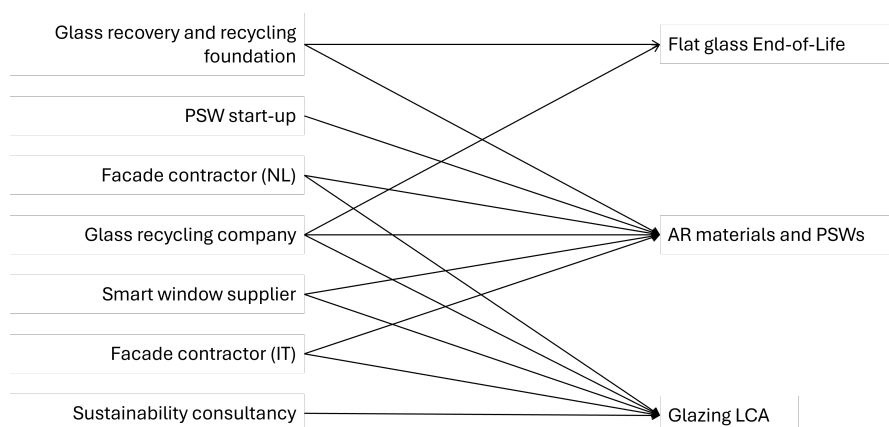 Glass recovery and recycling
foundation
PSW start-up
Facade contractor (NL)
Glass recycling company
Smart window supplier
Facade contractor (IT)
Sustainability consultancy
Flat glass End-of-Life
AR materials and PSWs
Glazing LCA